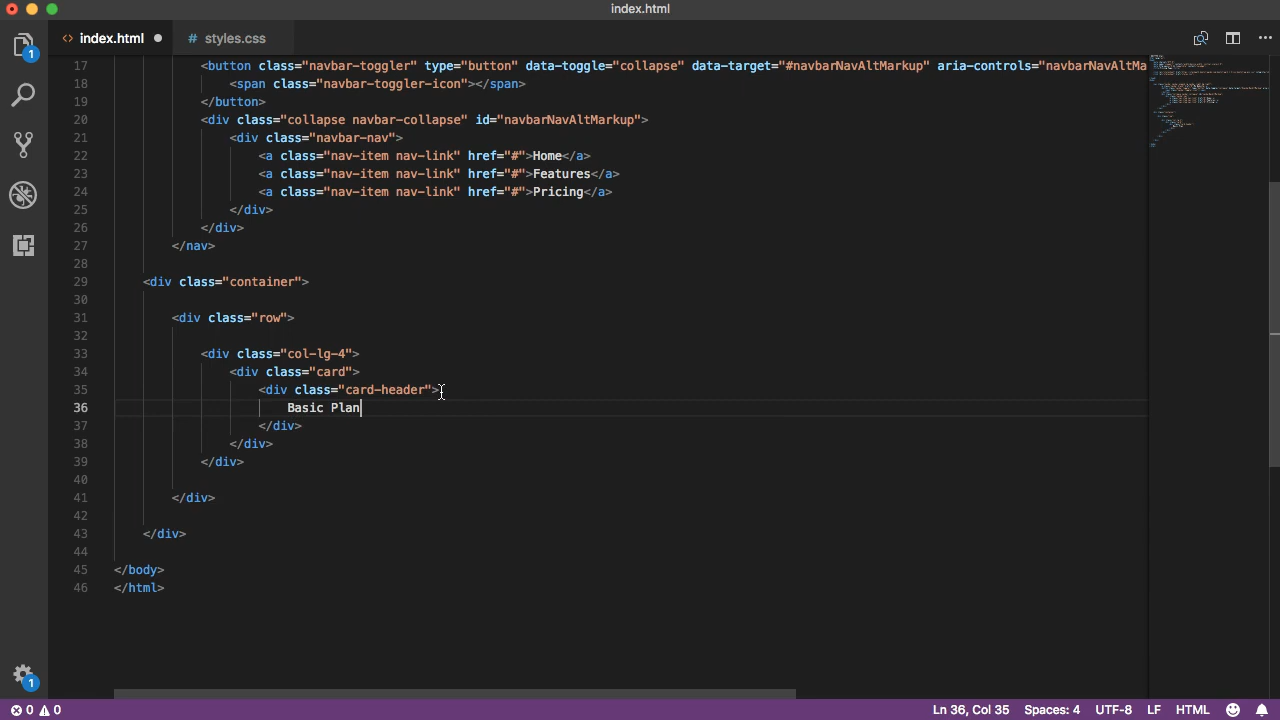 index.html
index.html
# styles.css
17 <button class="navbar-toggler" type="button" data-toggle="collapse" data-target="#navbarNavAltMarkup" aria-controls="navbarNavAltMa
18 <span class="navbar-toggler-icon"></span>
19 </button>
20 <div class="collapse navbar-collapse" id="navbarNavAltMarkup">
21 <div class="navbar-nav">
22 <a class="nav-item nav-link" href="#">Home</a>
23 <a class="nav-item nav-link" href="#">Features</a>
24 <a class="nav-item nav-link" href="#">Pricing</a>
25 </div>
26 </div>
27 </nav>
28
29 <div class="container">
30
31 <div class="row">
32
33 <div class="col-lg-4">
34 <div class="card">
35 <div class="card-header">
36 Basic Plan
37 </div>
38 </div>
39 </div>
40
41 </div>
42
43 </div>
44
45 </body>
46 </html>
1
1
0 0 Ln 36, Col 35 Spaces: 4 UTF-8 LF HTML